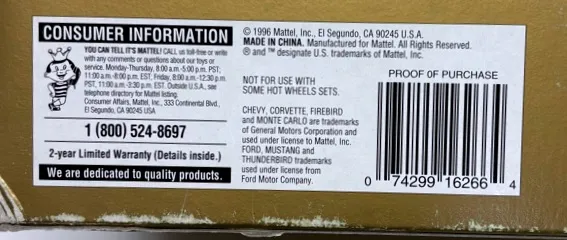 CONSUMER INFORMATION
YOU CAN TELL IT'S MATTEL! CALL us toll-free or write
with any comments or questions about our toys or
service. Monday-Thursday, 8:00 a.m.-5:00 p.m. PST;
11:00 a.m.-8:00 p.m. EST, Friday, 8:00 a.m.-12:30 p.m.
PST, 11:00 a.m.-3:30 p.m. EST. Outside U.S.A., see
telephone directory for Mattel listing.
Consumer Affairs, Mattel, Inc., 333 Continental Blvd.,
El Segundo, CA 90245 USA
1 (800) 524-8697
2-year Limited Warranty (Details inside.)
We are dedicated to quality products.
© 1996 Mattel, Inc., El Segundo, CA 90245 U.S.A.
MADE IN CHINA. Manufactured for Mattel. All Rights Reserved.
® and ™ designate U.S. trademarks of Mattel, Inc.
NOT FOR USE WITH
SOME HOT WHEELS SETS.
CHEVY, CORVETTE, FIREBIRD
and MONTE CARLO are trademarks
of General Motors Corporation and
used under license to Mattel, Inc.
FORD, MUSTANG and
THUNDERBIRD trademarks
used under license from
Ford Motor Company.
PROOF OF PURCHASE
0 74299 16266 4